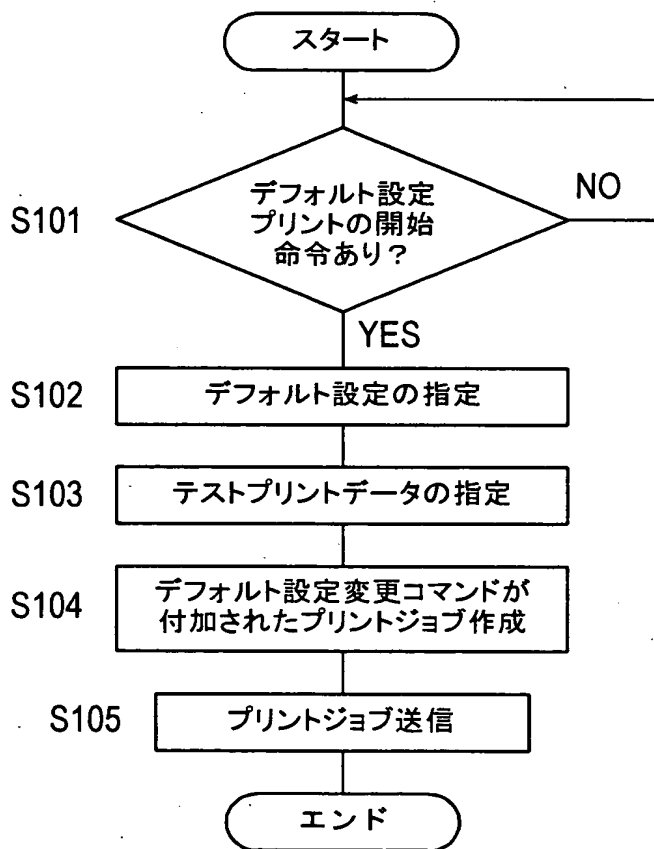 スタート
S101
デフォルト設定
プリントの開始
命令あり？
NO
YES
S102
デフォルト設定の指定
S103
テストプリントデータの指定
S104
デフォルト設定変更コマンドが
付加されたプリントジョブ作成
S105
プリントジョブ送信
エンド